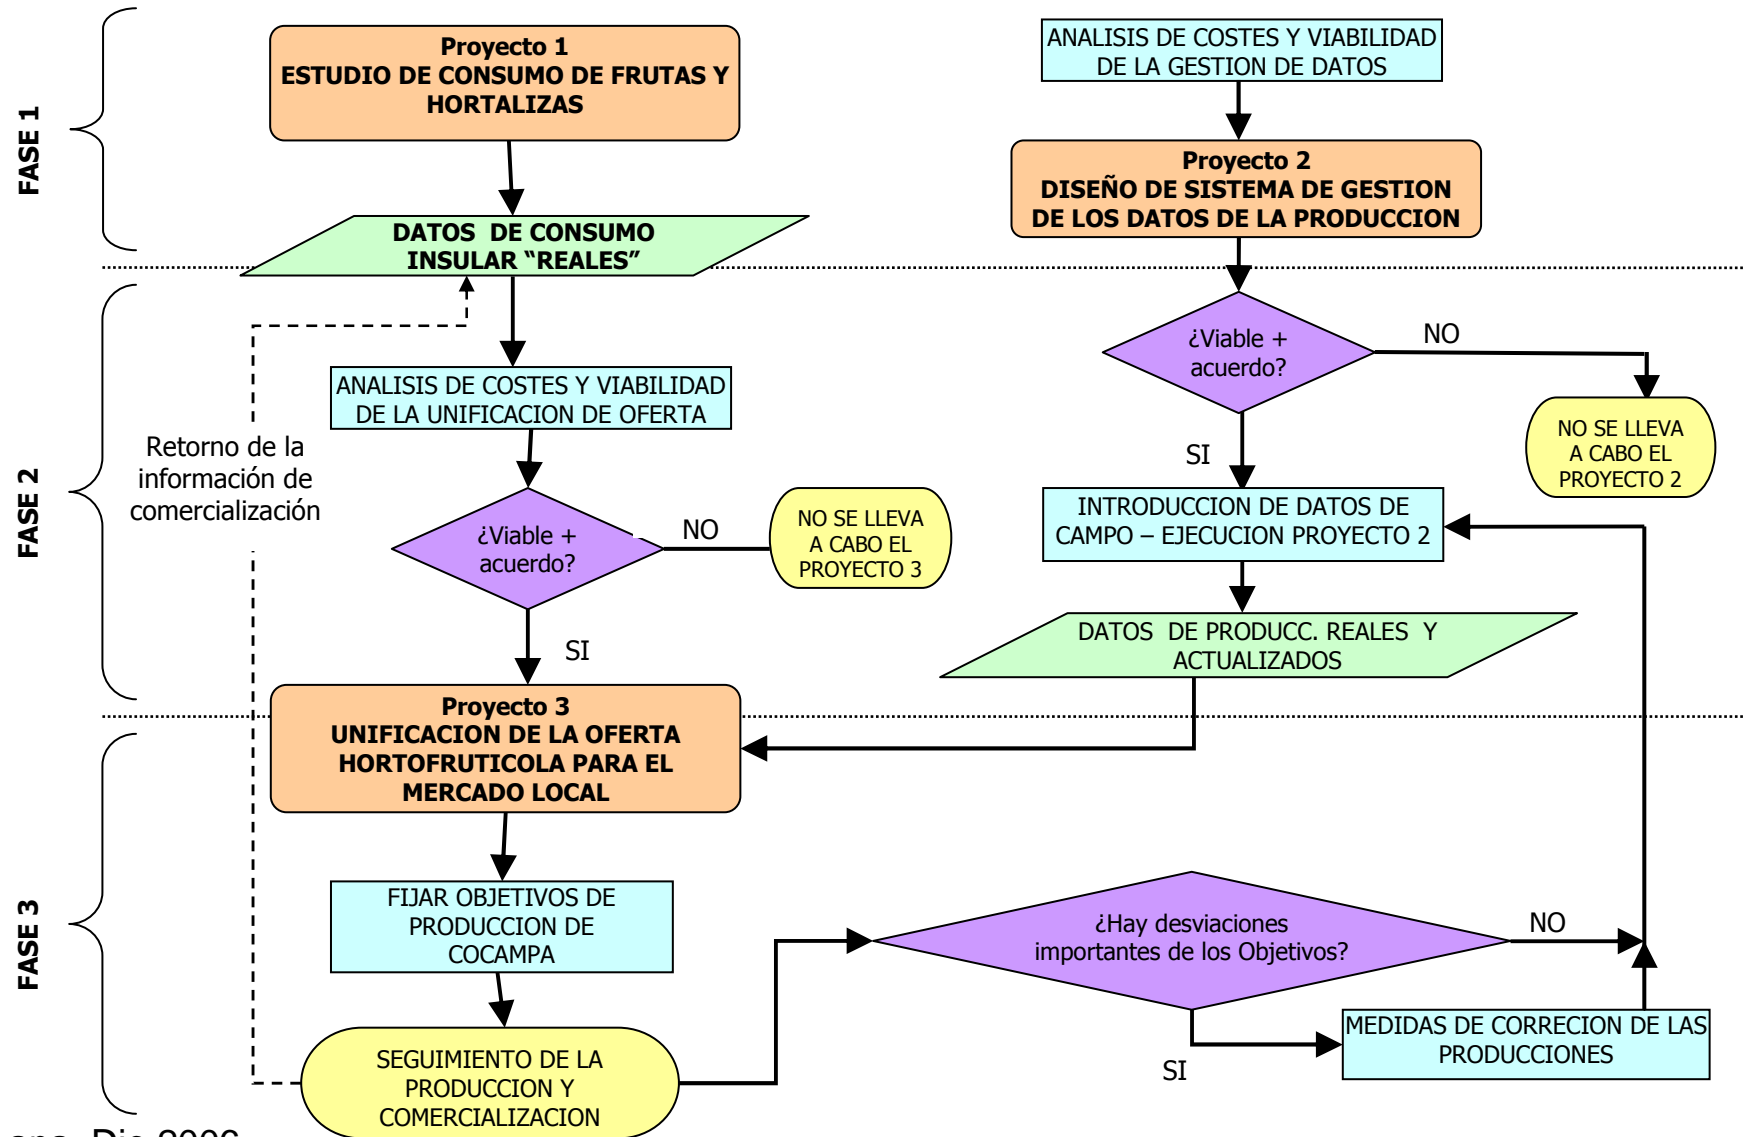 FASE 1
Proyecto 1
ESTUDIO DE CONSUMO DE FRUTAS Y
HORTALIZAS
ANALISIS DE COSTES Y VIABILIDAD
DE LA GESTION DE DATOS
Proyecto 2
DISEÑO DE SISTEMA DE GESTION
DE LOS DATOS DE LA PRODUCCION
DATOS DE CONSUMO
INSULAR “REALES”
FASE 2
¿Viable +
acuerdo?
NO
NO SE LLEVA
A CABO EL
PROYECTO 2
SI
ANALISIS DE COSTES Y VIABILIDAD
DE LA UNIFICACION DE OFERTA
Retorno de la
información de
comercialización
¿Viable +
acuerdo?
NO
NO SE LLEVA
A CABO EL
PROYECTO 3
SI
INTRODUCCION DE DATOS DE
CAMPO – EJECUCION PROYECTO 2
DATOS DE PRODUCC. REALES Y
ACTUALIZADOS
Proyecto 3
UNIFICACION DE LA OFERTA
HORTOFRUTICOLA PARA EL
MERCADO LOCAL
FASE 3
FIJAR OBJETIVOS DE
PRODUCCION DE
COCAMPA
¿Hay desviaciones
importantes de los Objetivos?
NO
SI
MEDIDAS DE CORRECION DE LAS
PRODUCCIONES
SEGUIMIENTO DE LA
PRODUCCION Y
COMERCIALIZACION
Dic 2006